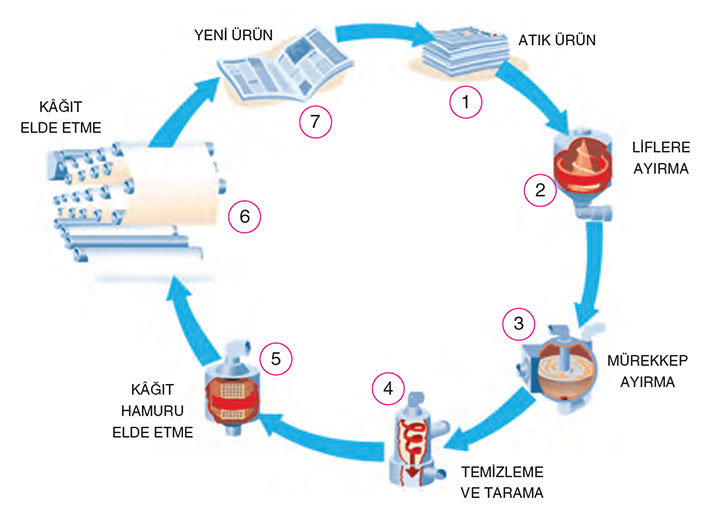 YENİ ÜRÜN
7
ATIK ÜRÜN
1
LİFLERE
AYIRMA
2
3
MÜREKKEP
AYIRMA
4
TEMİZLEME
VE TARAMA
5
KÂĞIT
HAMURU
ELDE ETME
6
KÂĞIT
ELDE ETME